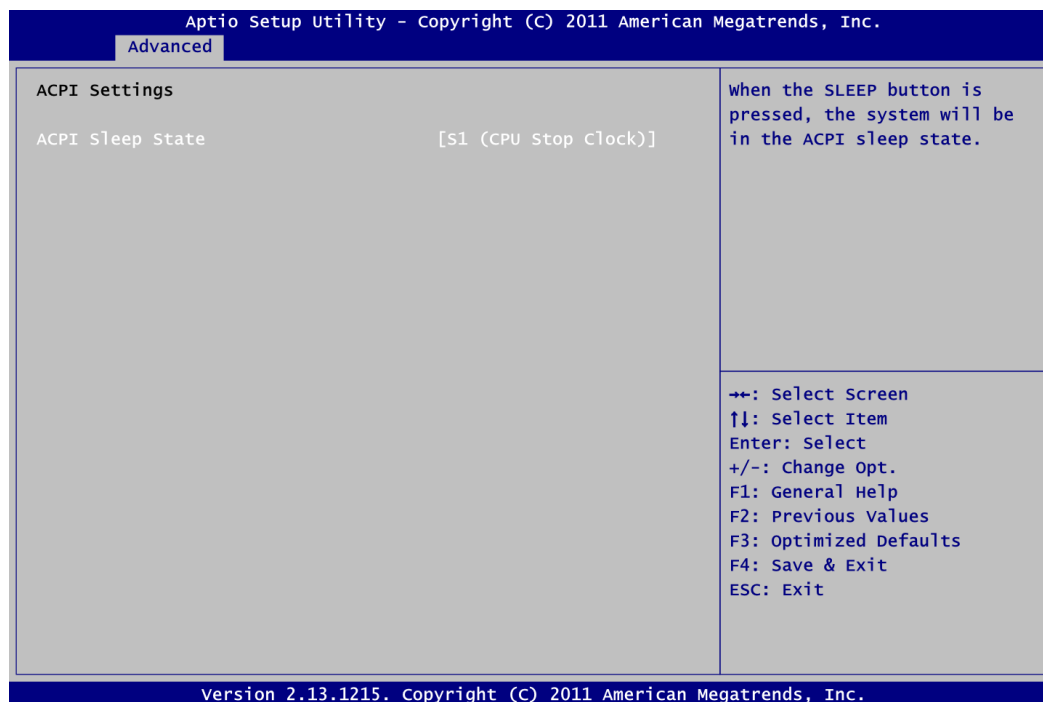 Aptio Setup Utility – Copyright (C) 2011 American Megatrends, Inc.
Advanced
ACPI Settings
ACPI Sleep State [S1 (CPU Stop Clock)]
When the SLEEP button is
pressed, the system will be
in the ACPI sleep state.
→←: Select Screen
↑↓: Select Item
Enter: Select
+/-: Change Opt.
F1: General Help
F2: Previous Values
F3: Optimized Defaults
F4: Save & Exit
ESC: Exit
Version 2.13.1215. Copyright (C) 2011 American Megatrends, Inc.